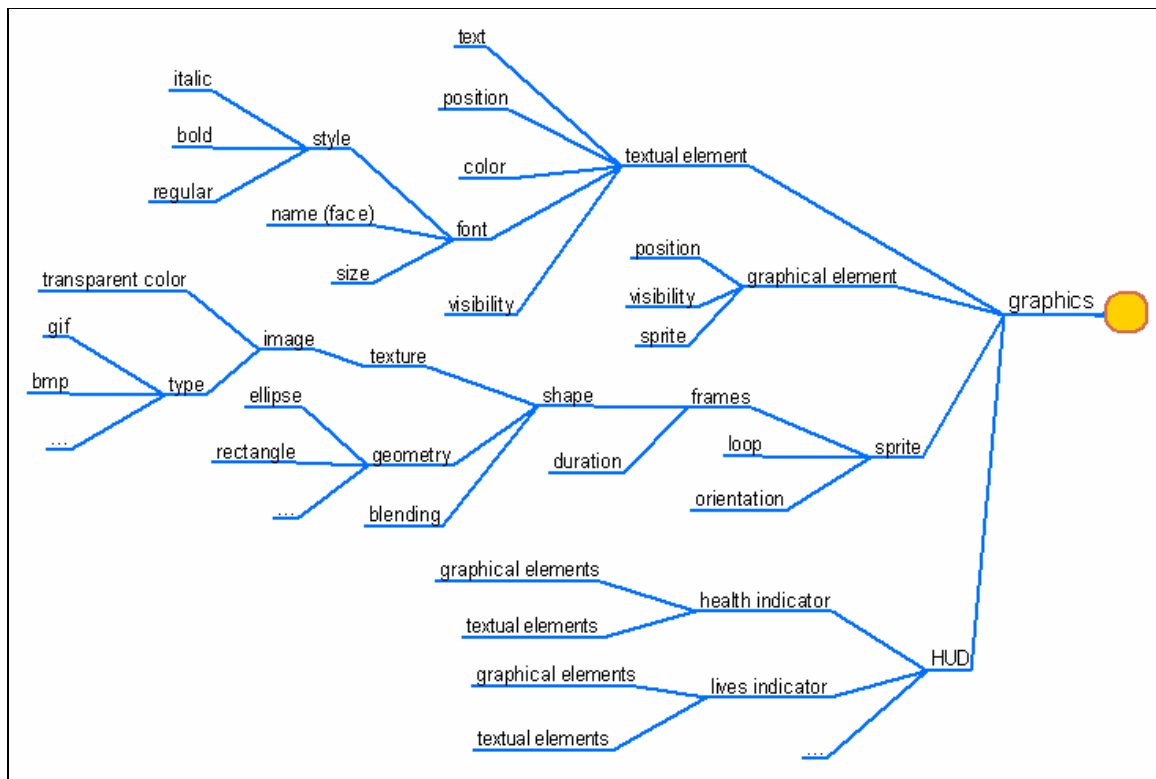 text
italic
position
bold
style
textual element
color
regular
name (face)
font
position
size
graphical element
transparent color
visibility
visibility
graphics
gif
sprite
image
texture
bmp
type
ellipse
shape
frames
...
rectangle
geometry
loop
sprite
duration
...
blending
orientation
graphical elements
health indicator
textual elements
HUD
graphical elements
lives indicator
textual elements
...